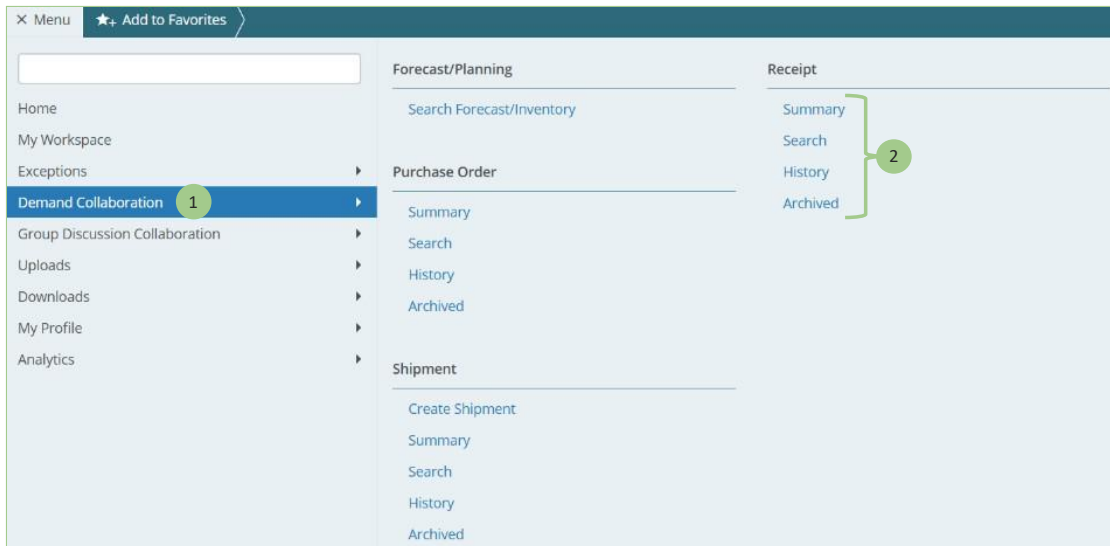 × Menu
★+ Add to Favorites
Home
My Workspace
Exceptions
Demand Collaboration 1
Group Discussion Collaboration
Uploads
Downloads
My Profile
Analytics
Forecast/Planning
Search Forecast/Inventory
Purchase Order
Summary
Search
History
Archived
Shipment
Create Shipment
Summary
Search
History
Archived
Receipt
Summary
Search
History
Archived
2